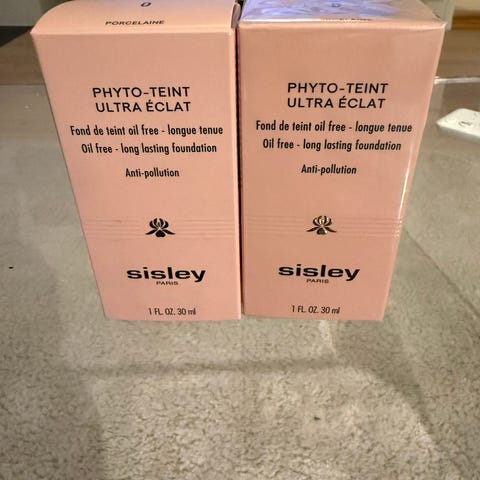 0
PORCELAINE
PHYTO-TEINT
ULTRA ÉCLAT
Fond de teint oil free - longue tenue
Oil free - long lasting foundation
Anti-pollution
sisley
PARIS
1 FL. OZ. 30 ml
PHYTO-TEINT
ULTRA ÉCLAT
Fond de teint oil free - longue tenue
Oil free - long lasting foundation
Anti-pollution
sisley
PARIS
1 FL. OZ. 30 ml